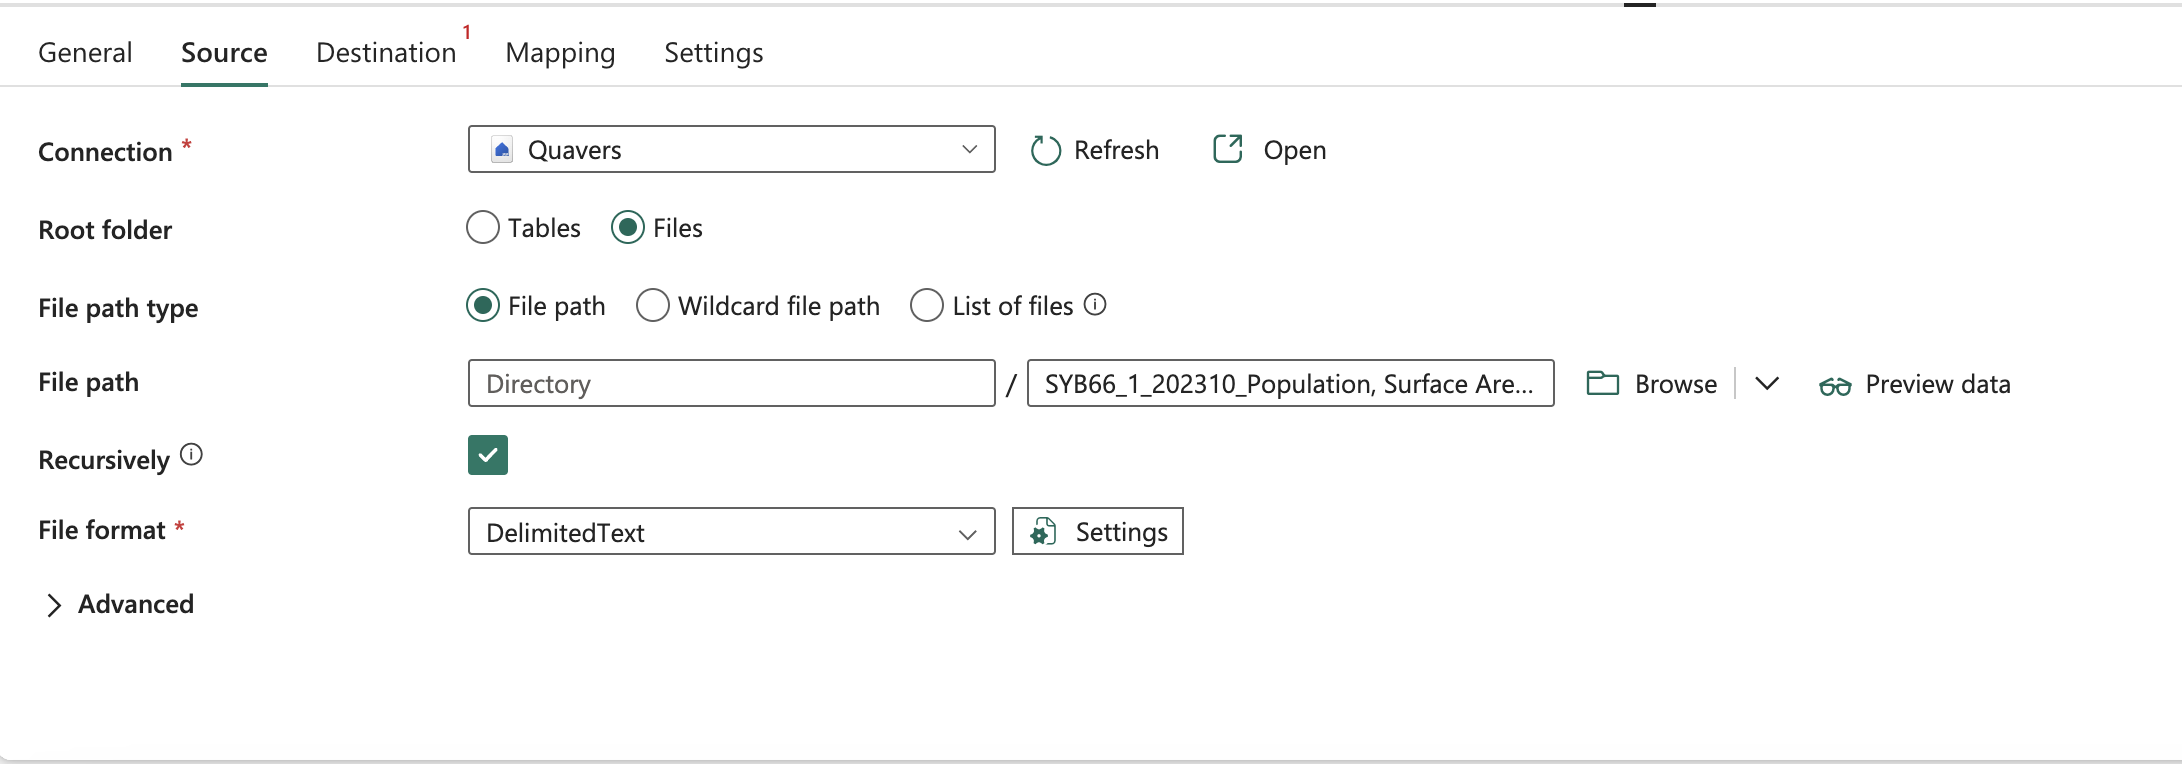 General Source Destination 1 Mapping Settings
Connection * Quavers Refresh Open
Root folder Tables Files
File path type File path Wildcard file path List of files
File path Directory / SYB66_1_202310_Population, Surface Are... Browse Preview data
Recursively
File format * DelimitedText Settings
Advanced